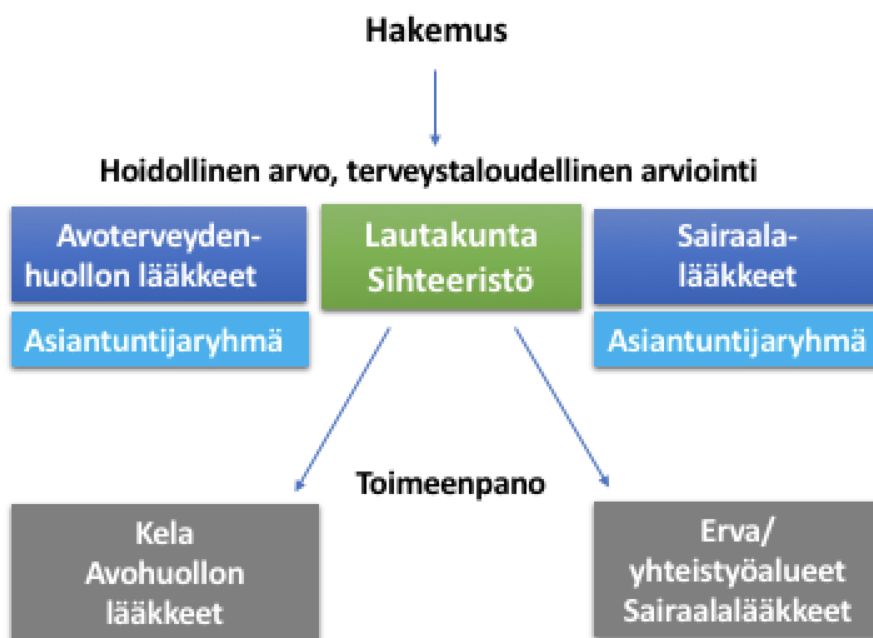 Hakemus
Hoidollinen arvo, terveystaloudellinen arviointi
Avoterveyden-
huollon lääkkeet
Lautakunta
Sihteeristö
Sairaala-
lääkkeet
Asiantuntijaryhmä
Asiantuntijaryhmä
Toimeenpano
Kela
Avohuollon
lääkkeet
Erva/
yhteistyöalueet
Sairaalalääkkeet